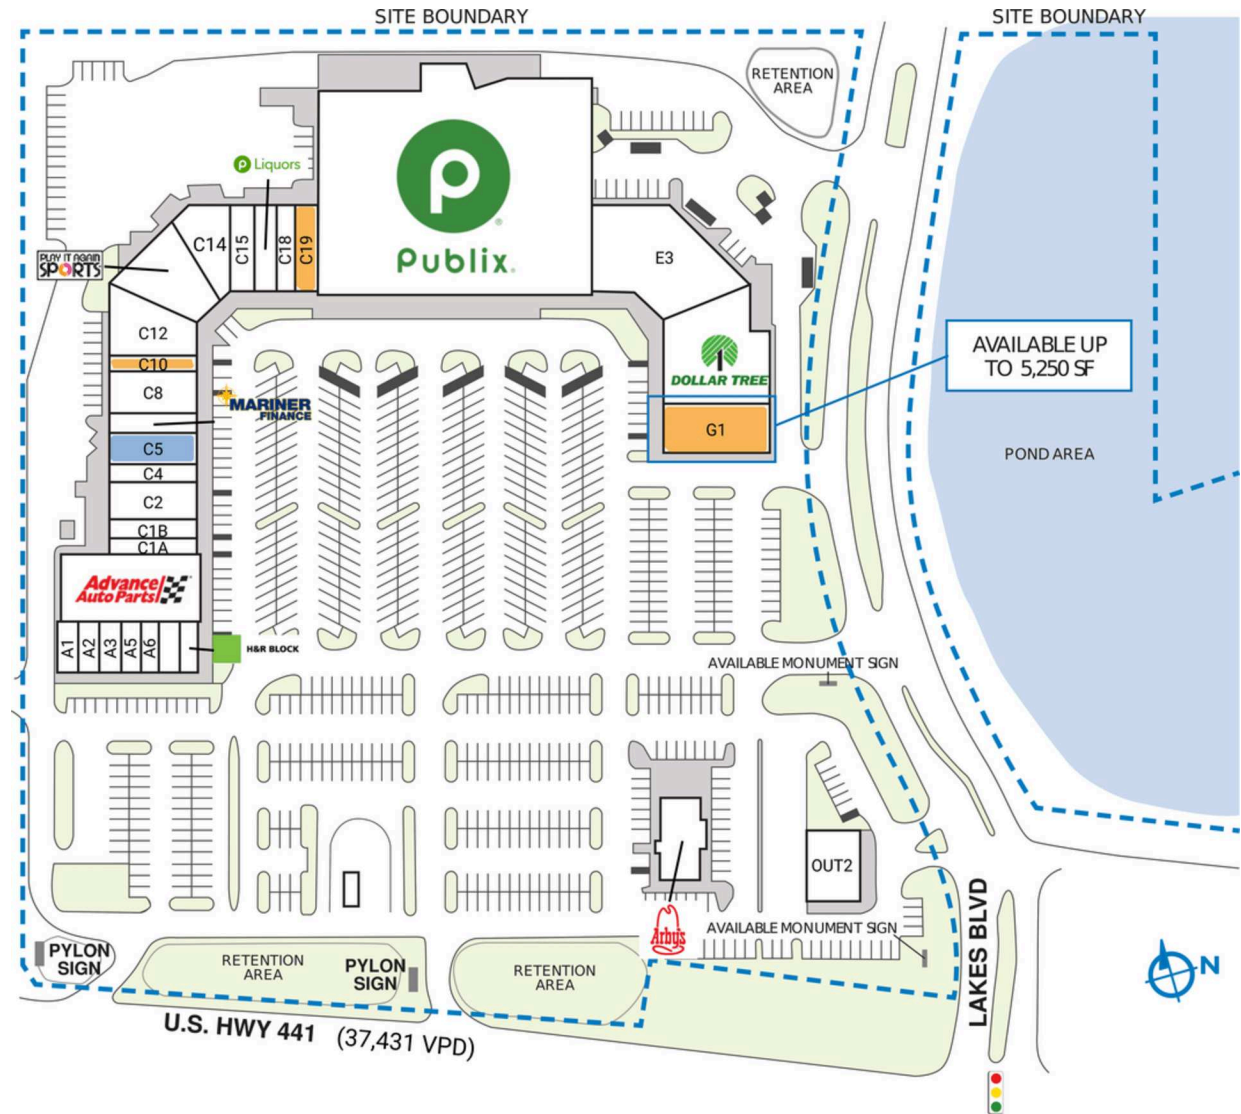 SITE BOUNDARY
SITE BOUNDARY
RETENTION
AREA
p Liquors
p
Publix.
C14
C15
C18
C19
E3
PLAY IT AGAIN
SPORTS
C12
C10
C8
MARINER
FINANCE
C5
C4
C2
C1B
C1A
DOLLAR TREE
G1
AVAILABLE UP
TO 5,250 SF
POND AREA
Advance
Auto Parts
A1
A2
A3
A5
A6
H&R BLOCK
AVAILABLE MONUMENT SIGN
OUT2
Arby's
AVAILABLE MONUMENT SIGN
LAKES BLVD
PYLON
SIGN
RETENTION
AREA
PYLON
SIGN
RETENTION
AREA
N
U.S. HWY 441 (37,431 VPD)